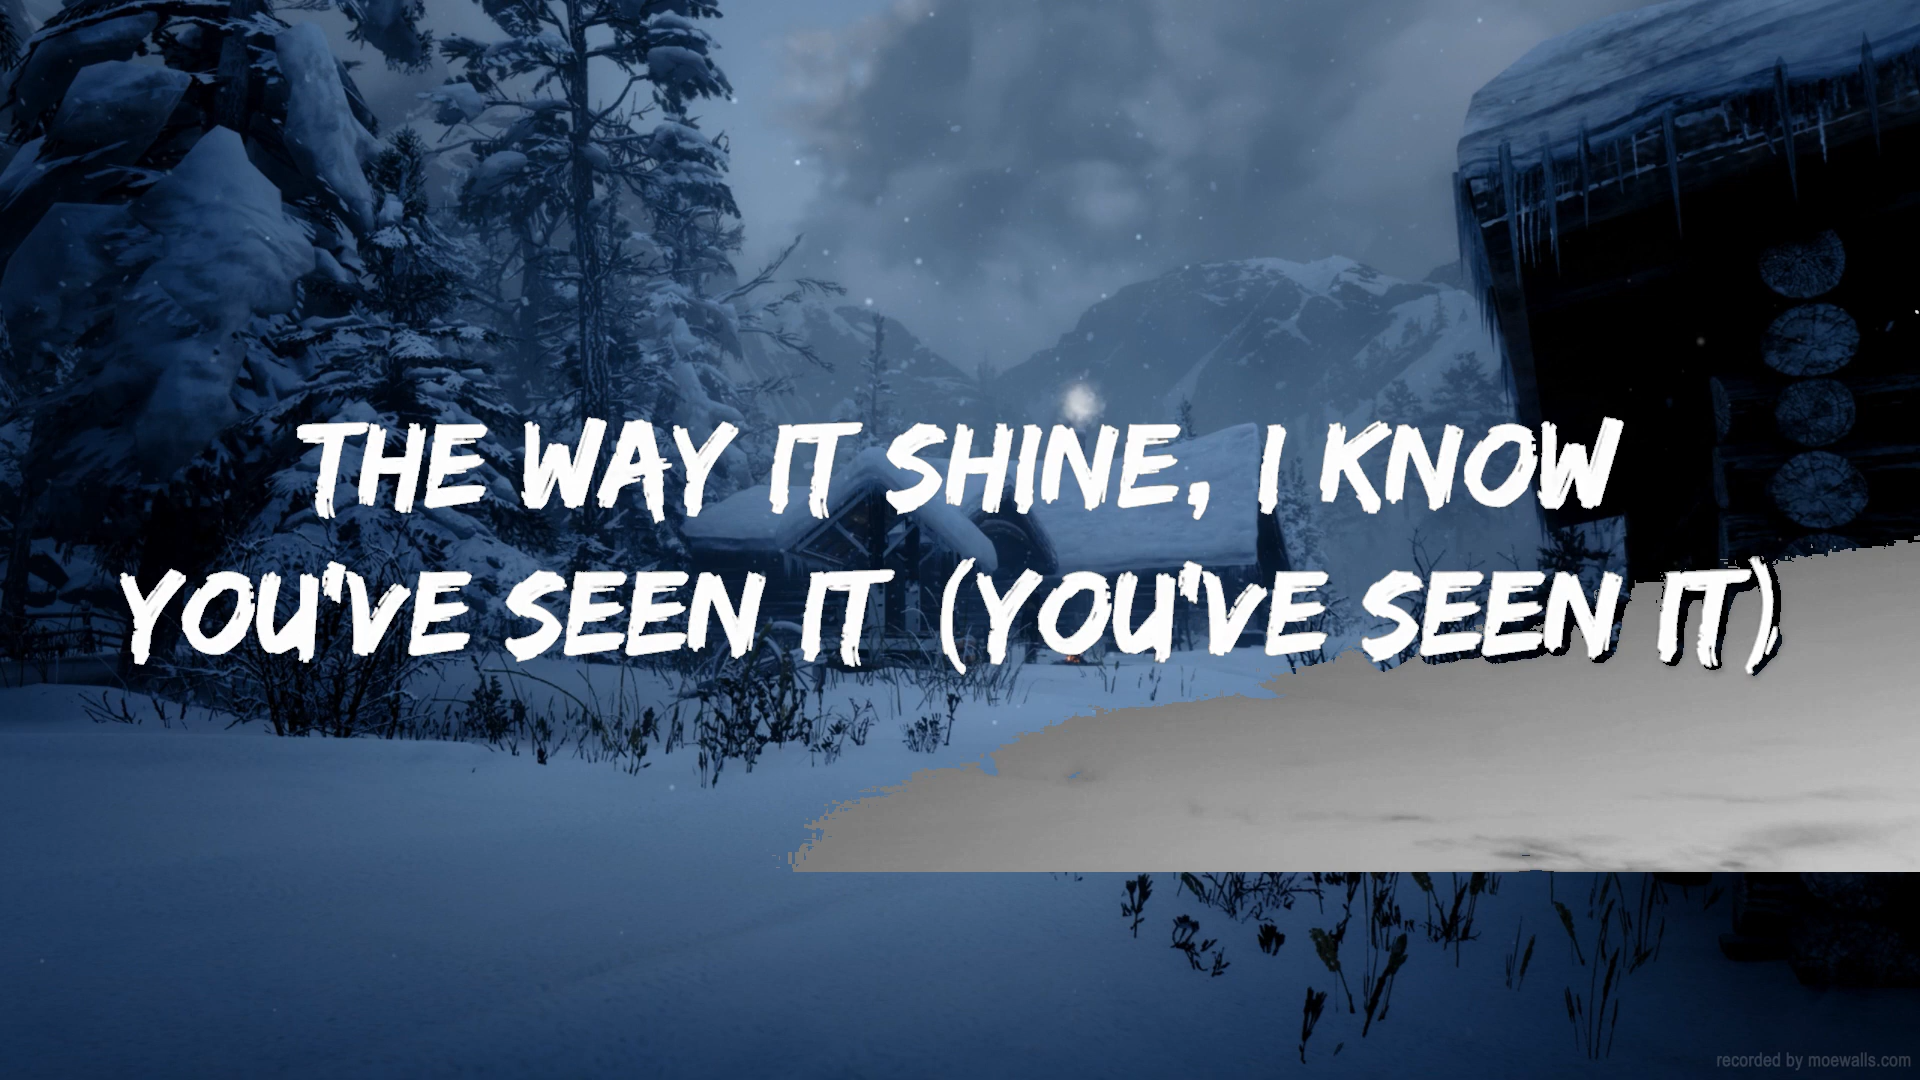 THE WAY IT SHINE, I KNOW
YOU'VE SEEN IT (YOU'VE SEEN IT)
recorded by moewalls.com